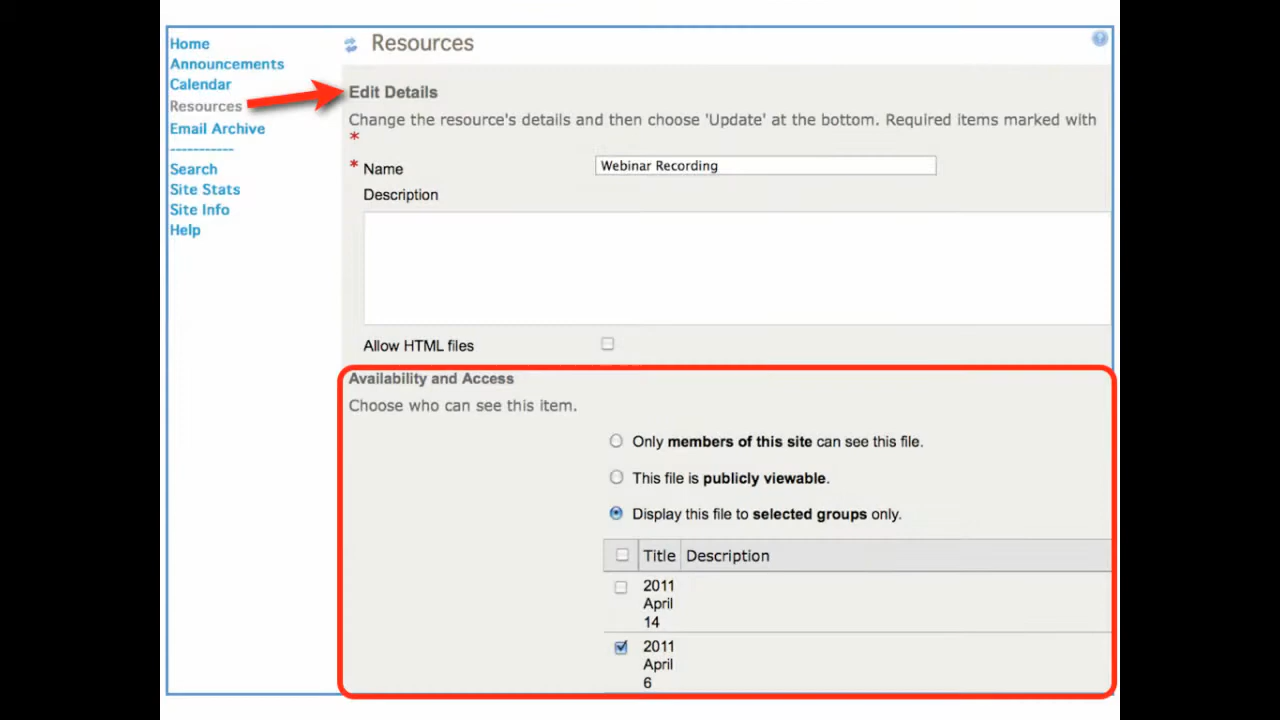 Home
Announcements
Calendar
Resources
Email Archive
-----------
Search
Site Stats
Site Info
Help
Resources
Edit Details
Change the resource's details and then choose 'Update' at the bottom. Required items marked with
*
* Name
Webinar Recording
Description
Allow HTML files
Availability and Access
Choose who can see this item.
Only members of this site can see this file.
This file is publicly viewable.
Display this file to selected groups only.
Title Description
2011
April
14
2011
April
6